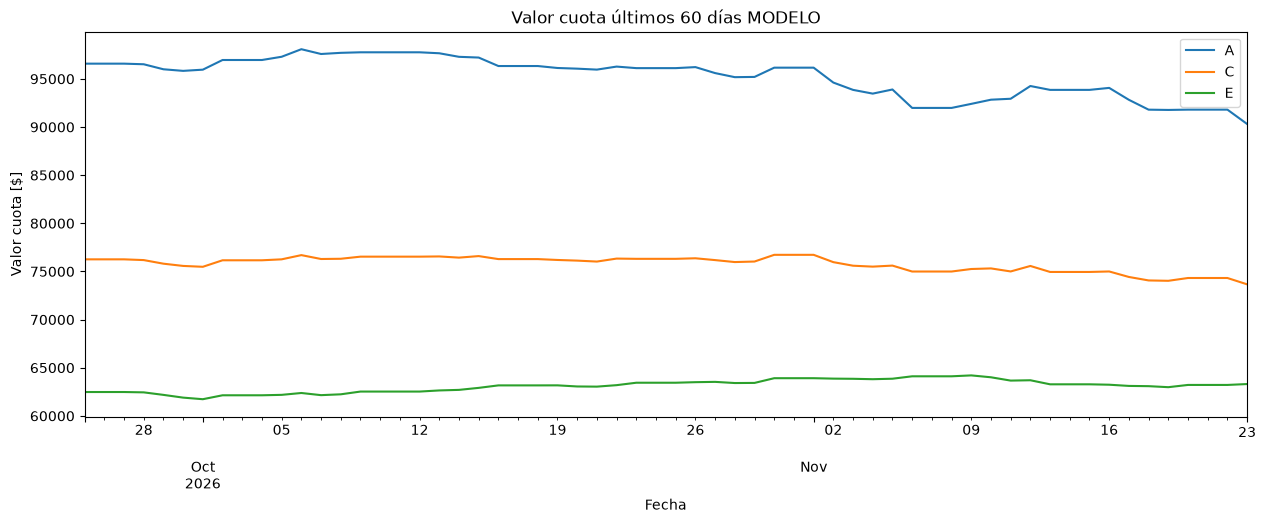 Valor cuota últimos 60 días MODELO
A
C
E
Valor cuota [$]
95000
90000
85000
80000
75000
70000
65000
60000
28
05
12
19
26
02
09
16
23
Oct
2026
Nov
Fecha